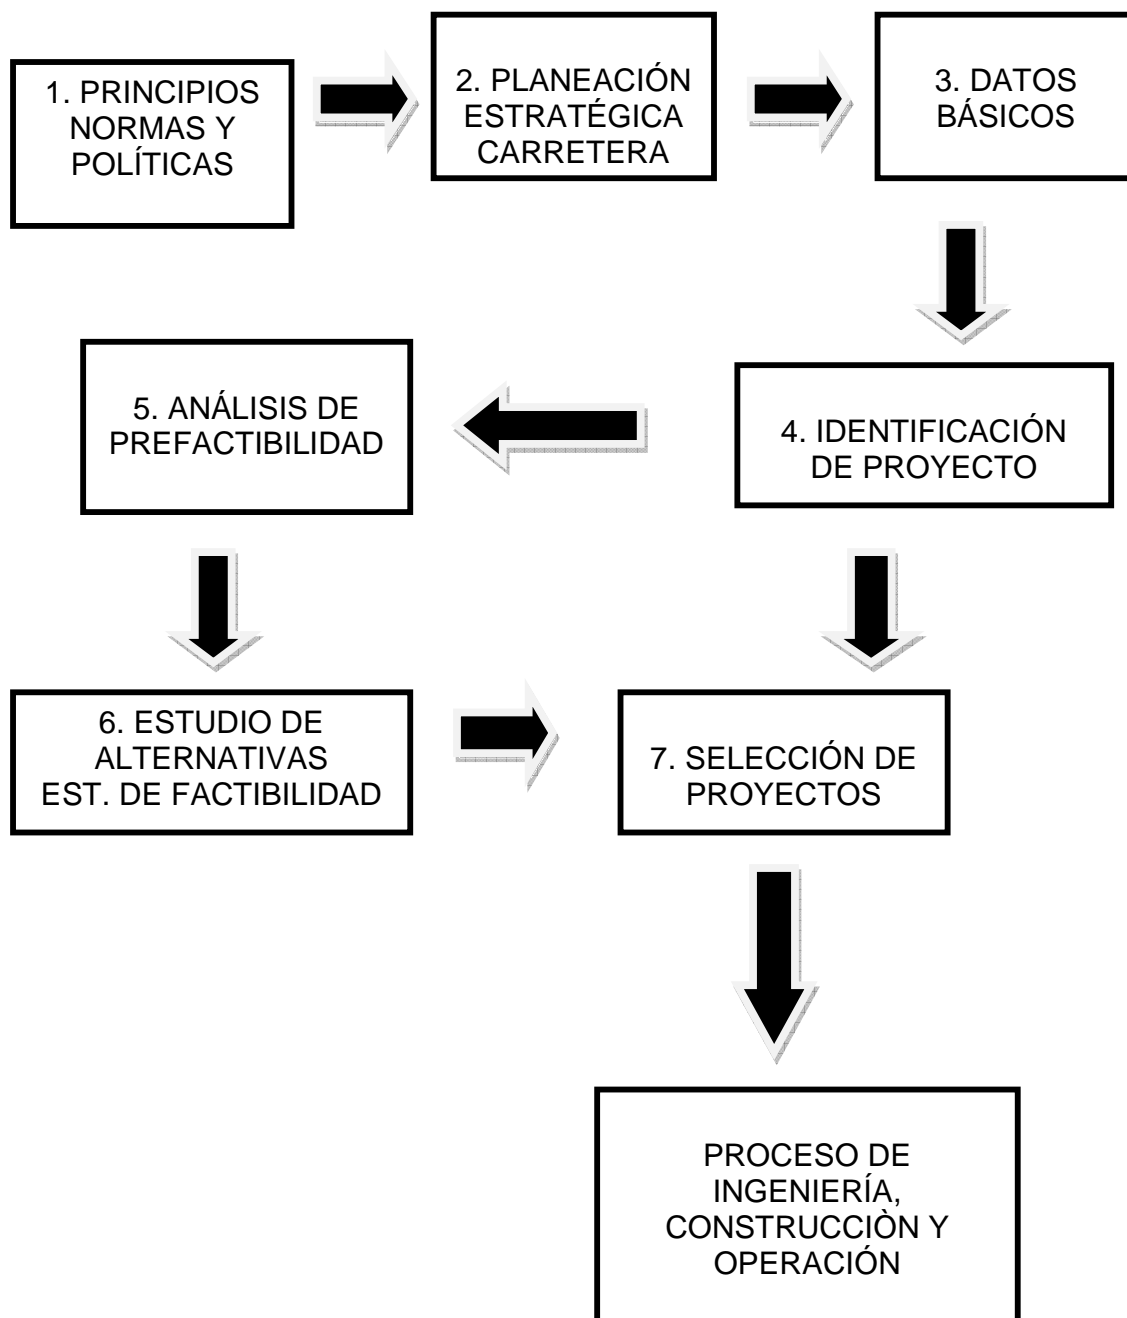 1. PRINCIPIOS
NORMAS Y
POLÍTICAS
2. PLANEACIÓN
ESTRATÉGICA
CARRETERA
3. DATOS
BÁSICOS
4. IDENTIFICACIÓN
DE PROYECTO
5. ANÁLISIS DE
PREFACTIBILIDAD
6. ESTUDIO DE
ALTERNATIVAS
EST. DE FACTIBILIDAD
7. SELECCIÓN DE
PROYECTOS
PROCESO DE
INGENIERÍA,
CONSTRUCCIÒN Y
OPERACIÓN